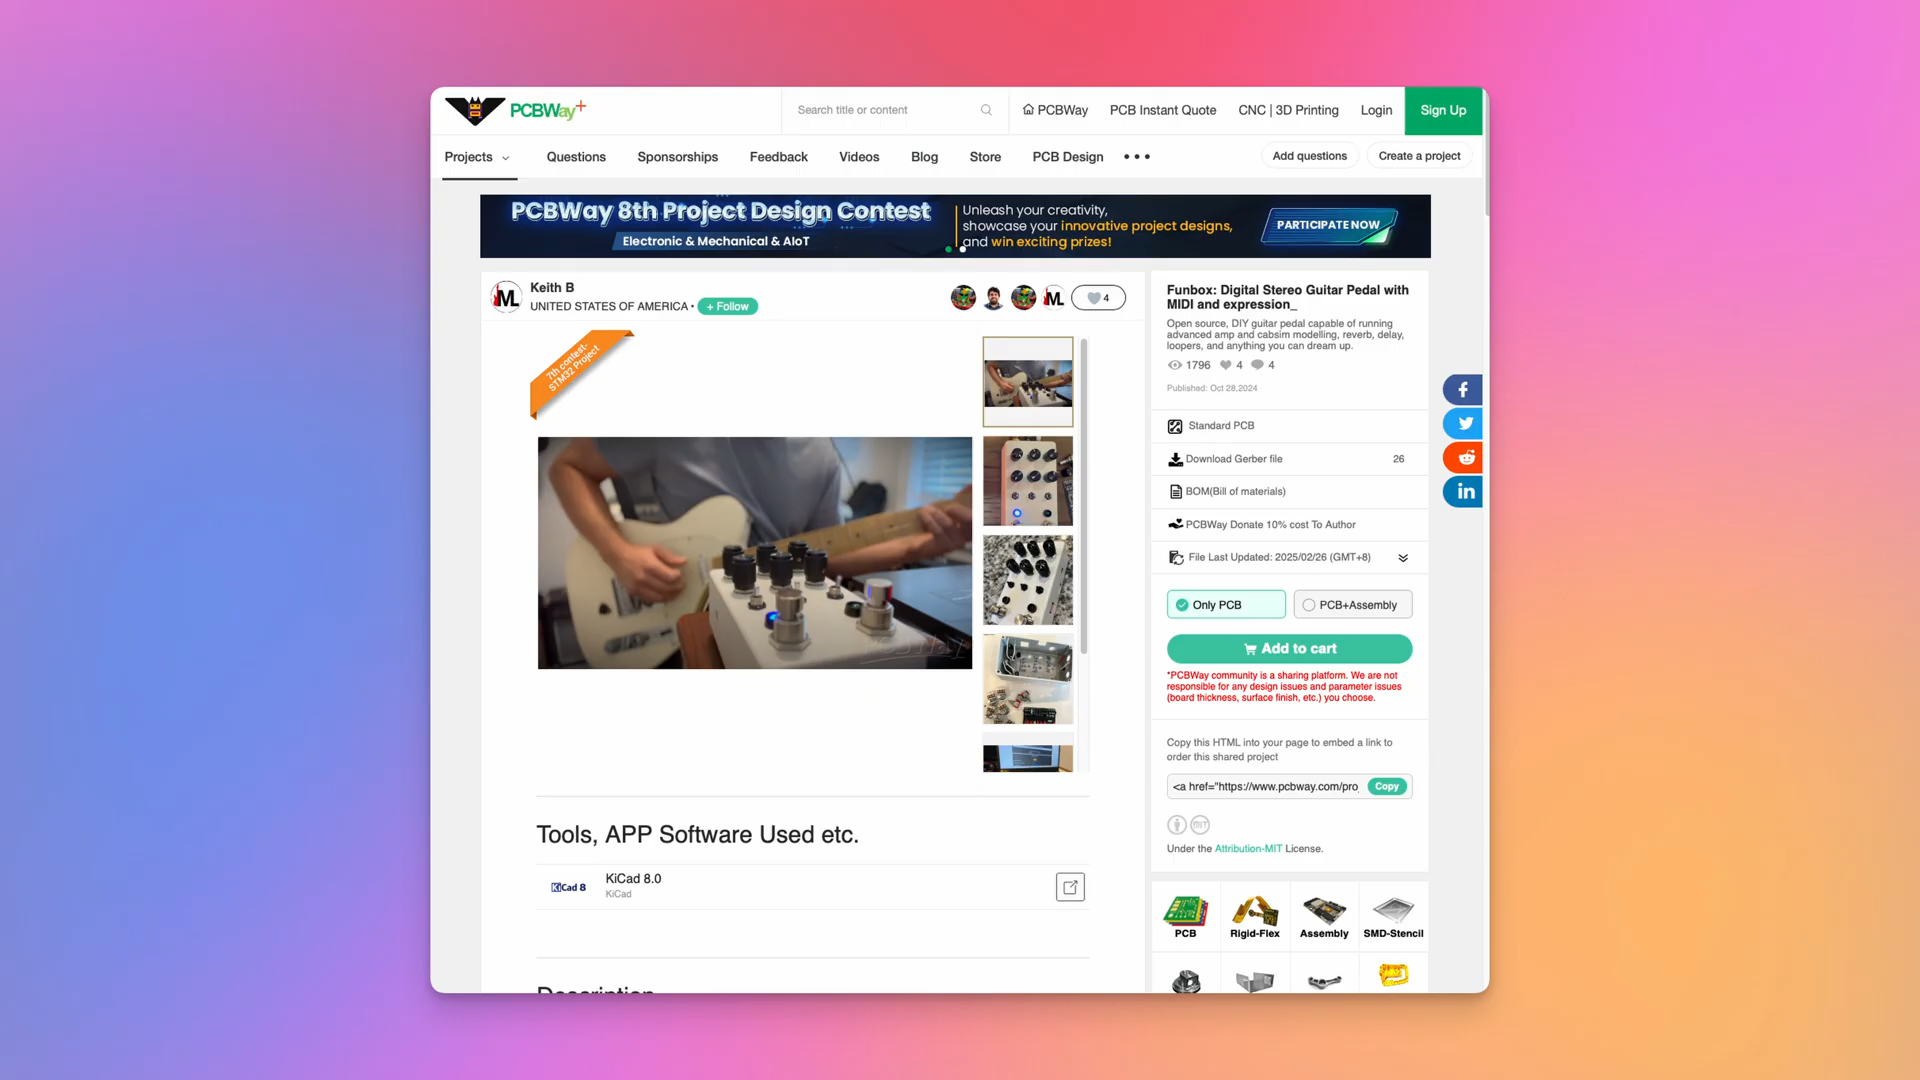 PCBWay+
Search title or content
PCBWay
PCB Instant Quote
CNC | 3D Printing
Login
Sign Up
Projects
Questions
Sponsorships
Feedback
Videos
Blog
Store
PCB Design
Add questions
Create a project
PCBWay 8th Project Design Contest
Electronic & Mechanical & AIoT
Unleash your creativity,
showcase your innovative project designs,
and win exciting prizes!
PARTICIPATE NOW
ML
Keith B
UNITED STATES OF AMERICA •
+ Follow
ML
4
7th contest-
STM32 Project
PCBWay
Tools, APP Software Used etc.
KiCad 8
KiCad 8.0
KiCad
Description
Funbox: Digital Stereo Guitar Pedal with
MIDI and expression_
Open source, DIY guitar pedal capable of running
advanced amp and cabsim modelling, reverb, delay,
loopers, and anything you can dream up.
1796
4
4
Published: Oct 28,2024
Standard PCB
Download Gerber file
26
BOM(Bill of materials)
PCBWay Donate 10% cost To Author
File Last Updated: 2025/02/26 (GMT+8)
Only PCB
PCB+Assembly
Add to cart
*PCBWay community is a sharing platform. We are not
responsible for any design issues and parameter issues
(board thickness, surface finish, etc.) you choose.
Copy this HTML into your page to embed a link to
order this shared project
<a href="https://www.pcbway.com/pro
Copy
MIT
Under the Attribution-MIT License.
PCB
Rigid-Flex
Assembly
SMD-Stencil
f
in